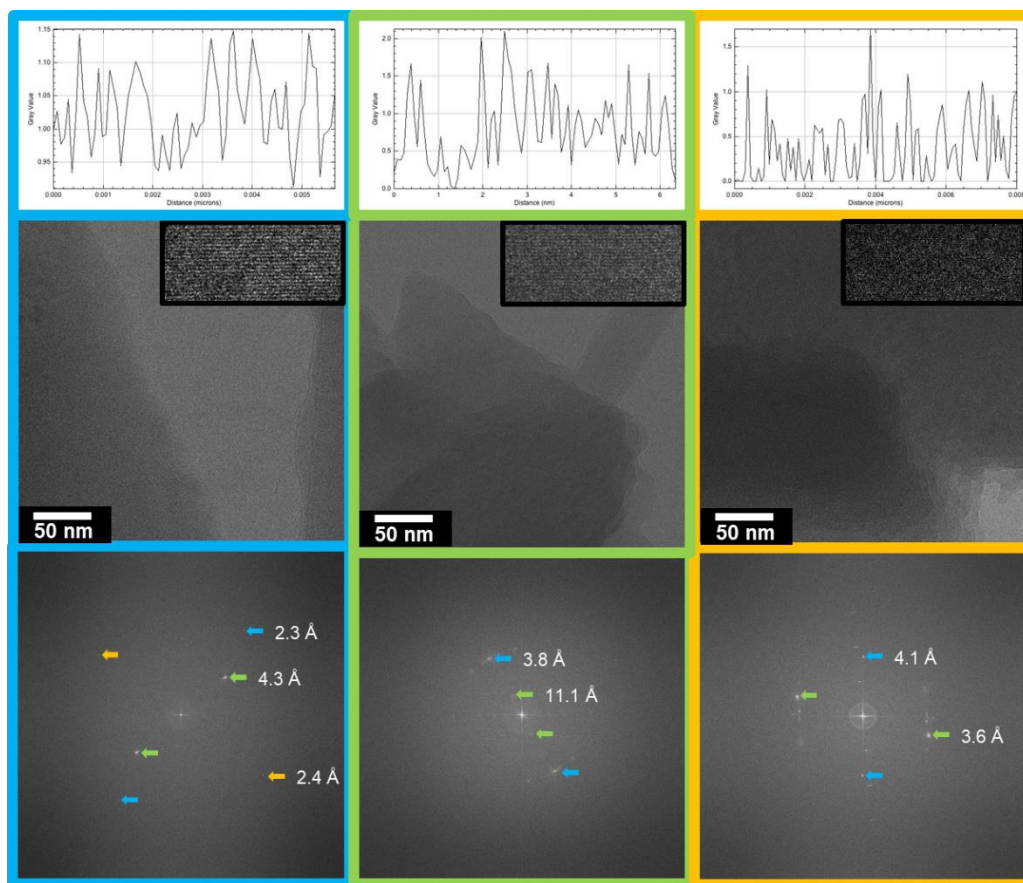 1.15
1.10
1.05
1.00
0.95
Gray Value
0.000 0.001 0.002 0.003 0.004 0.005
Distance (microns)
2.0
1.5
1.0
0.5
0.0
Gray Value
0 1 2 3 4 5 6
Distance (nm)
1.5
1.0
0.5
0.0
Gray Value
0.000 0.002 0.004 0.006 0.008
Distance (microns)
50 nm
50 nm
50 nm
2.3 Å
4.3 Å
2.4 Å
3.8 Å
11.1 Å
4.1 Å
3.6 Å